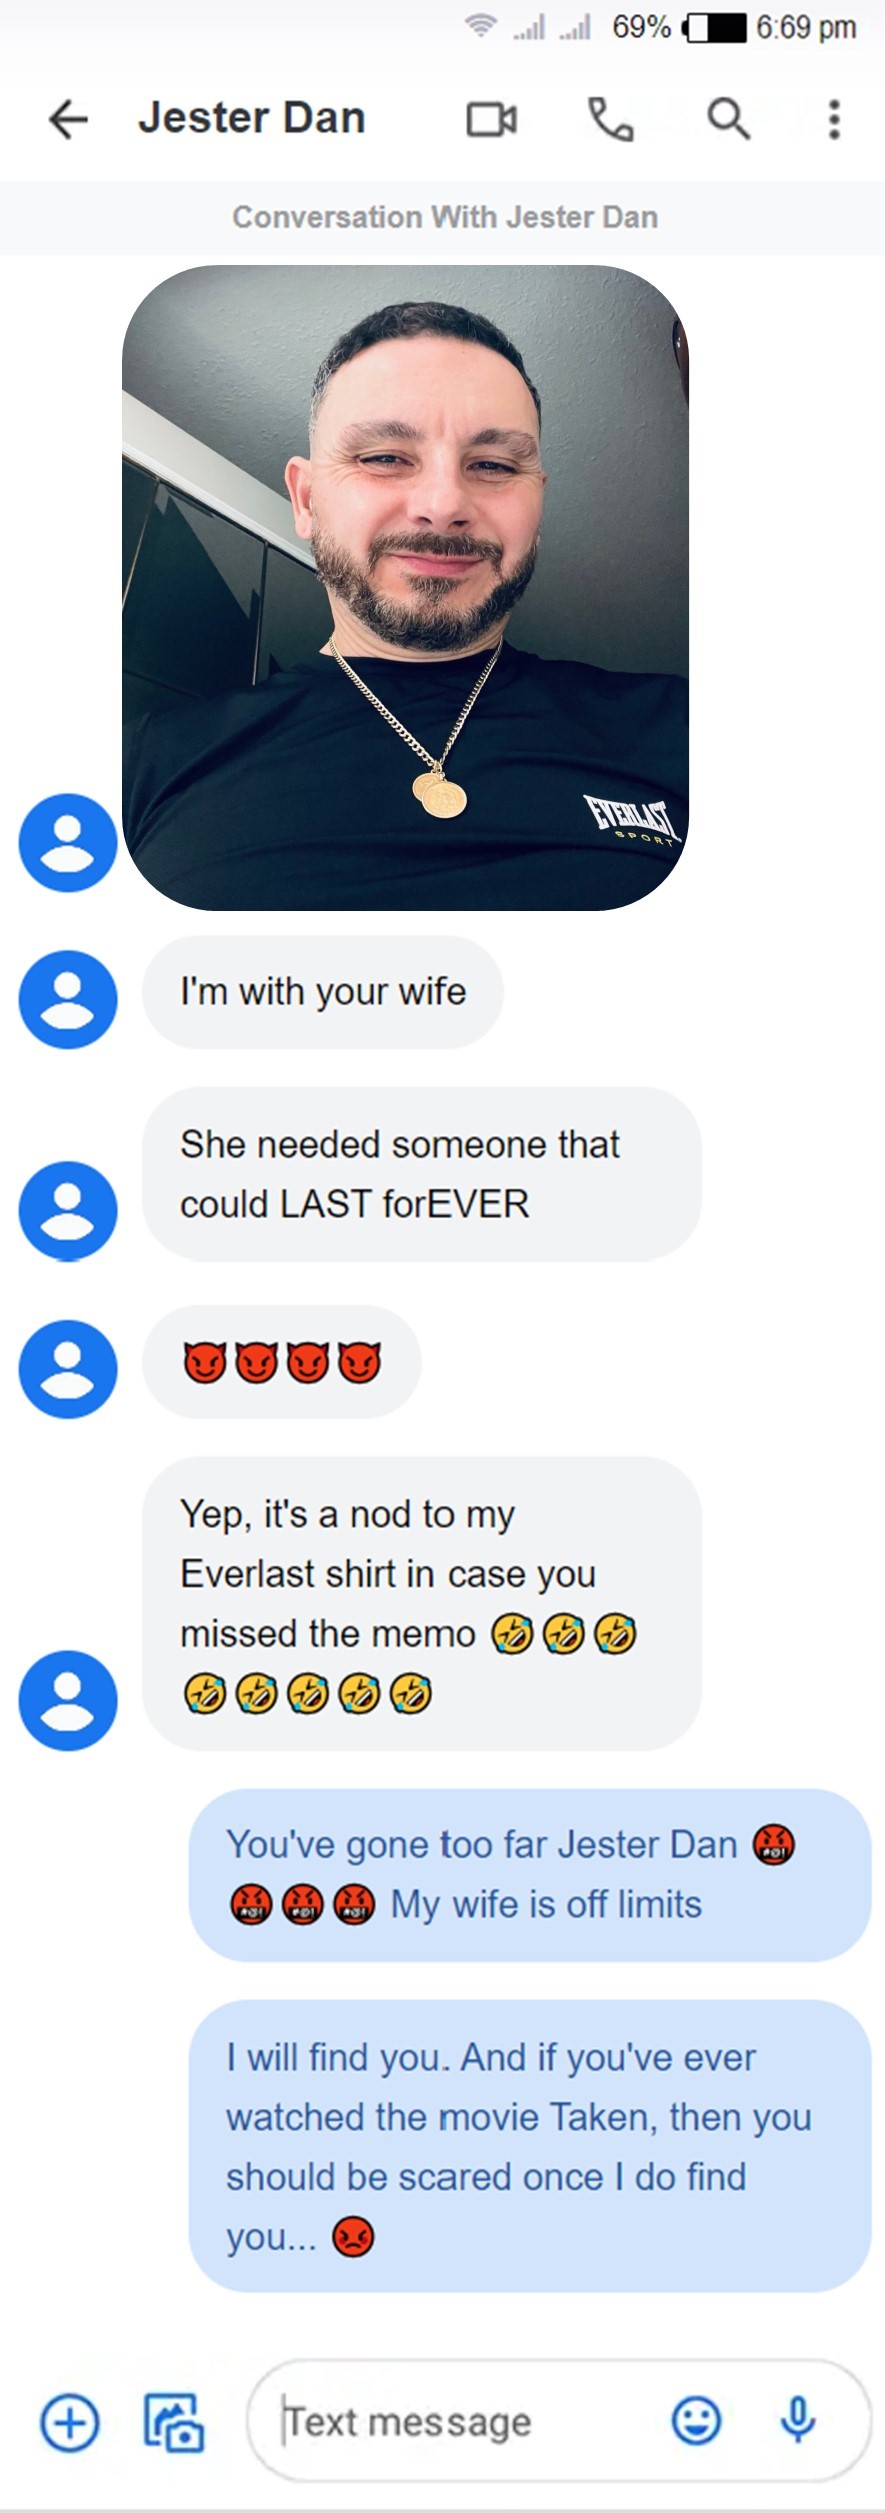 69% 6:69 pm
Jester Dan
Conversation With Jester Dan
EVERLAST
SPORT
I'm with your wife
She needed someone that
could LAST forEVER
😈😈😈😈
Yep, it's a nod to my
Everlast shirt in case you
missed the memo 🤣🤣🤣
🤣🤣🤣🤣🤣
You've gone too far Jester Dan 🤬
🤬🤬🤬 My wife is off limits
I will find you. And if you've ever
watched the movie Taken, then you
should be scared once I do find
you... 😡
Text message